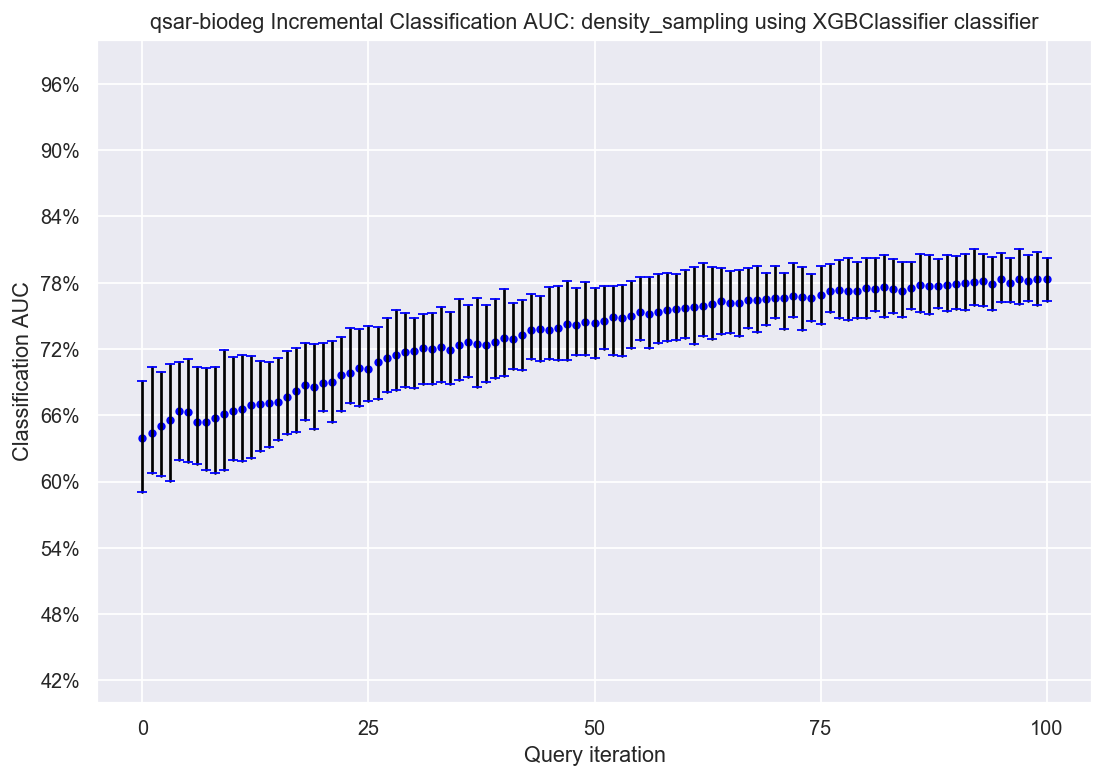 qsar-biodeg Incremental Classification AUC: density_sampling using XGBClassifier classifier
96%
90%
84%
78%
72%
66%
60%
54%
48%
42%
Classification AUC
0 25 50 75 100
Query iteration